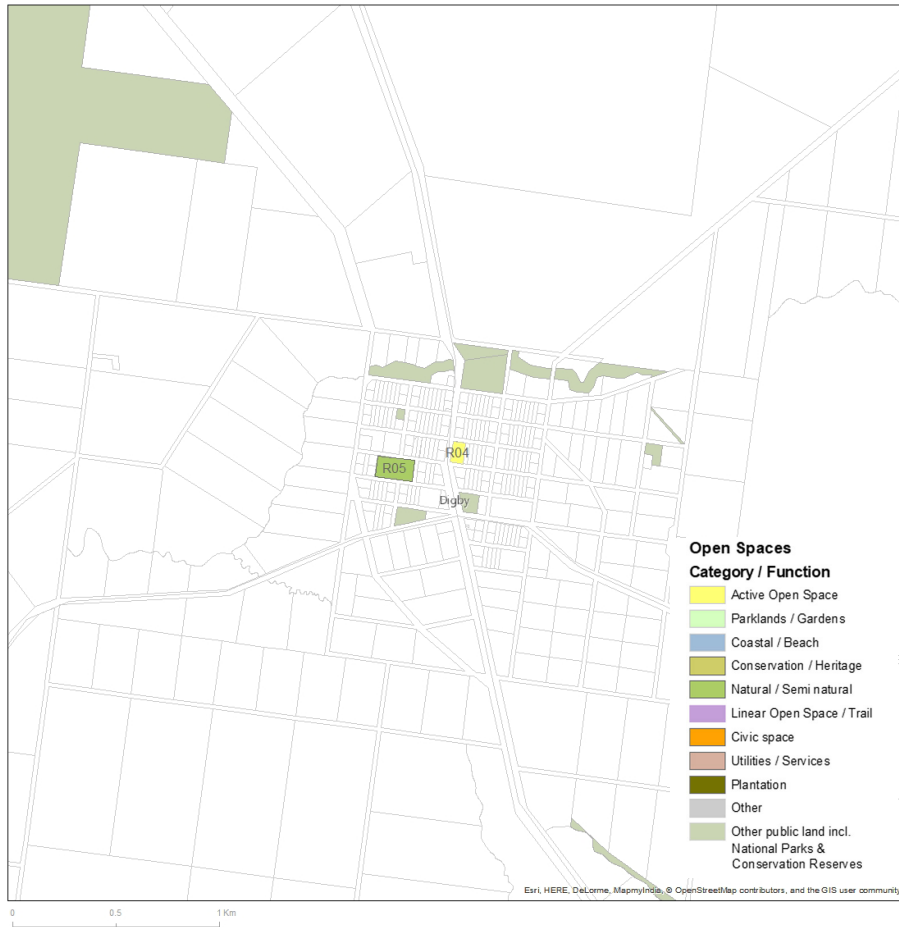 R04
R05
Digby
Open Spaces
Category / Function
Active Open Space
Parklands / Gardens
Coastal / Beach
Conservation / Heritage
Natural / Semi natural
Linear Open Space / Trail
Civic space
Utilities / Services
Plantation
Other
Other public land incl.
National Parks &
Conservation Reserves
Esri, HERE, DeLorme, MapmyIndia, © OpenStreetMap contributors, and the GIS user community
0 0.5 1 Km